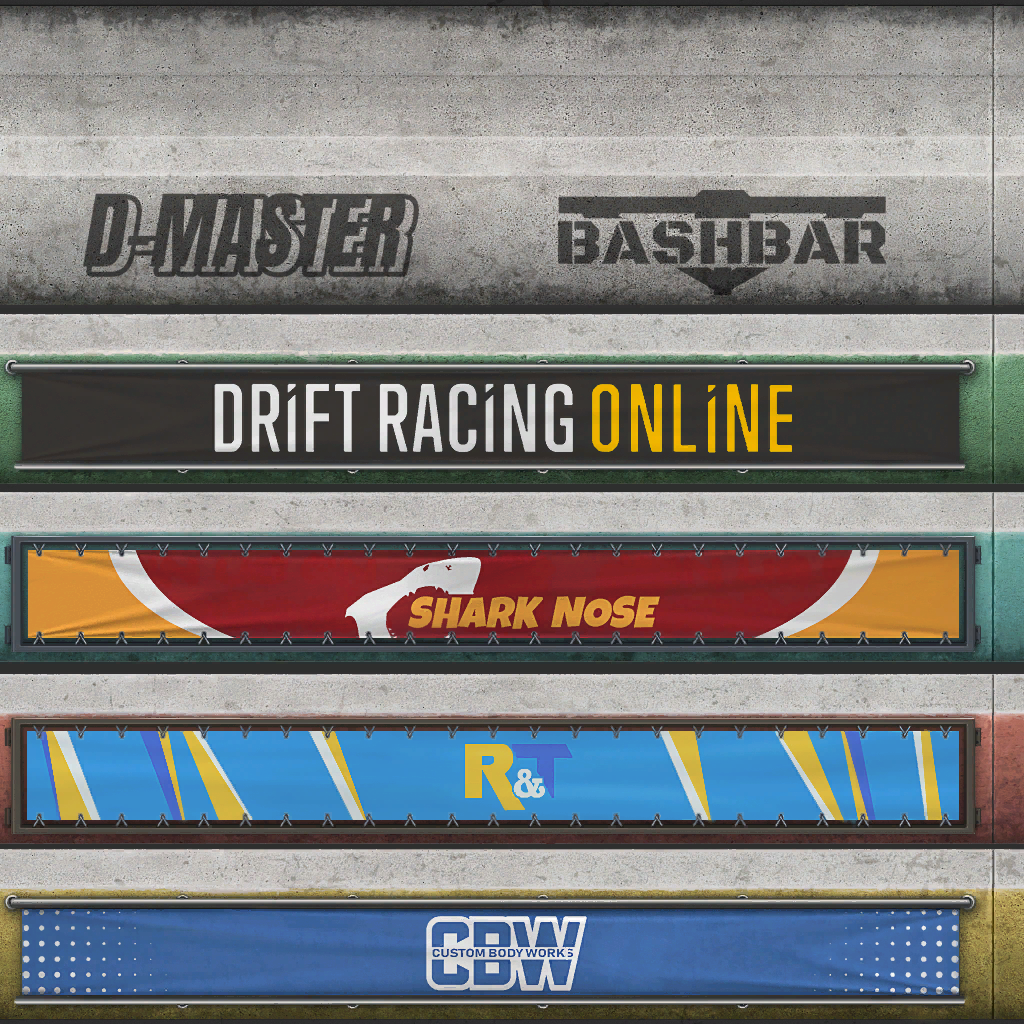 D-MASTER
BASHBAR
DRIFT RACING ONLINE
SHARK NOSE
R&T
CBW
CUSTOM BODY WORKS